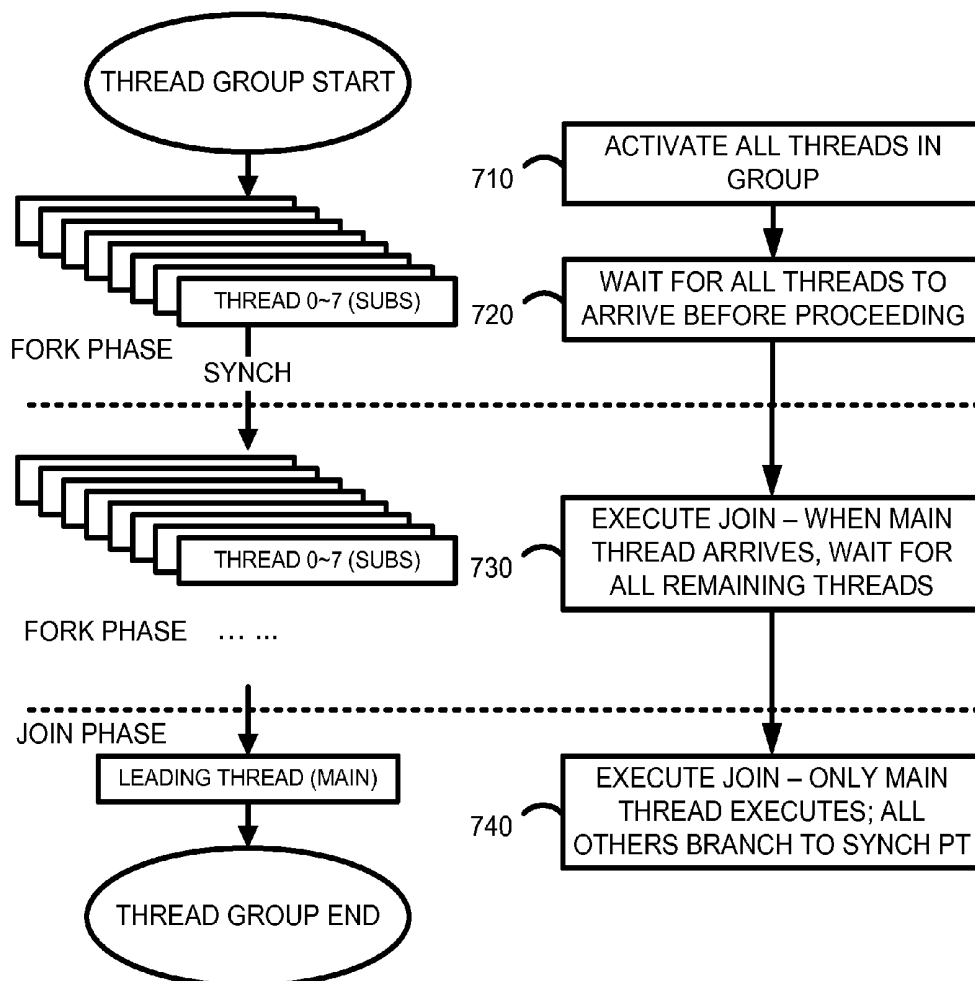 THREAD GROUP START
710
ACTIVATE ALL THREADS IN
GROUP
THREAD 0~7 (SUBS)
720
WAIT FOR ALL THREADS TO
ARRIVE BEFORE PROCEEDING
FORK PHASE
SYNCH
THREAD 0~7 (SUBS)
730
EXECUTE JOIN – WHEN MAIN
THREAD ARRIVES, WAIT FOR
ALL REMAINING THREADS
FORK PHASE ... ...
JOIN PHASE
LEADING THREAD (MAIN)
740
EXECUTE JOIN – ONLY MAIN
THREAD EXECUTES; ALL
OTHERS BRANCH TO SYNCH PT
THREAD GROUP END